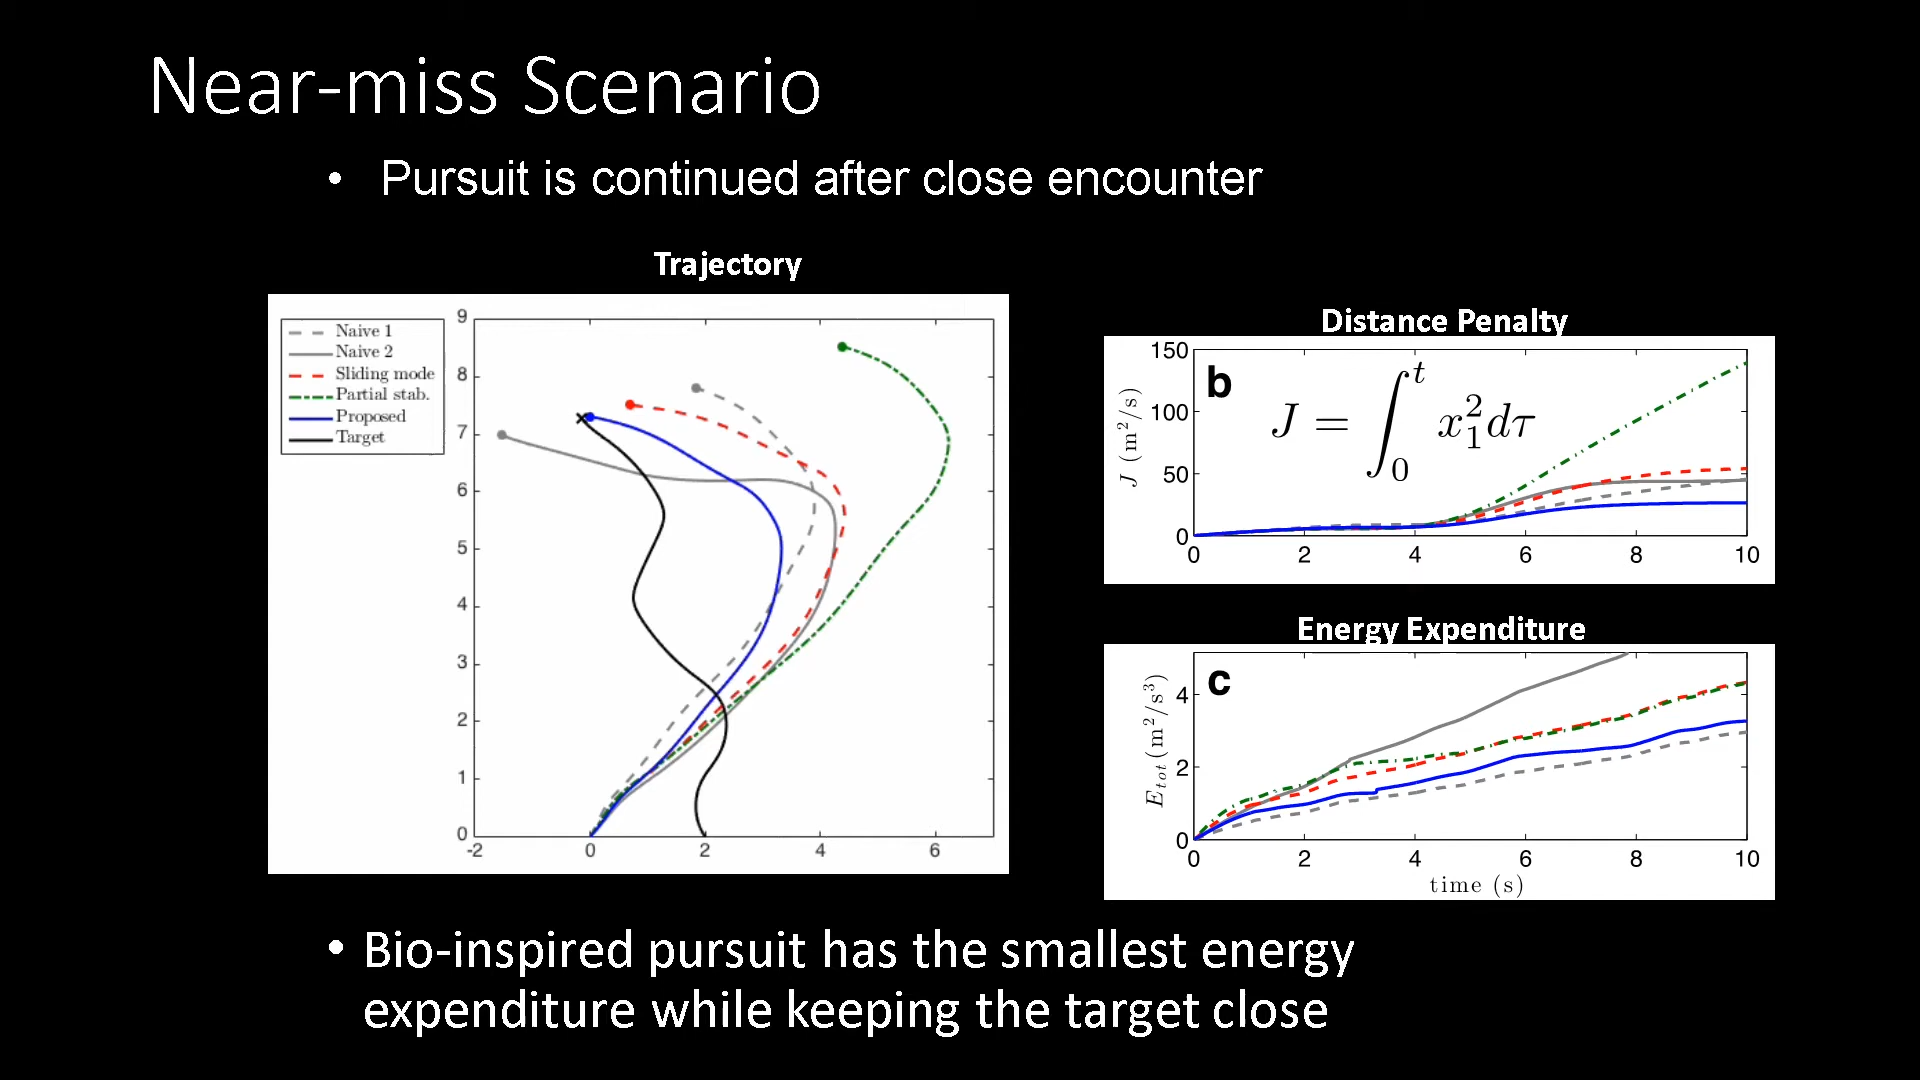 Near-miss Scenario
• Pursuit is continued after close encounter
Trajectory
Naive 1
Naive 2
Sliding mode
Partial stab.
Proposed
Target
9
8
7
6
5
4
3
2
1
0
-2 0 2 4 6
Distance Penalty
b
J = ∫₀ᵗ x₁² dτ
J (m²/s)
150
100
50
0
0 2 4 6 8 10
Energy Expenditure
c
E_tot (m²/s³)
4
2
0
0 2 4 6 8 10
time (s)
• Bio-inspired pursuit has the smallest energy
expenditure while keeping the target close